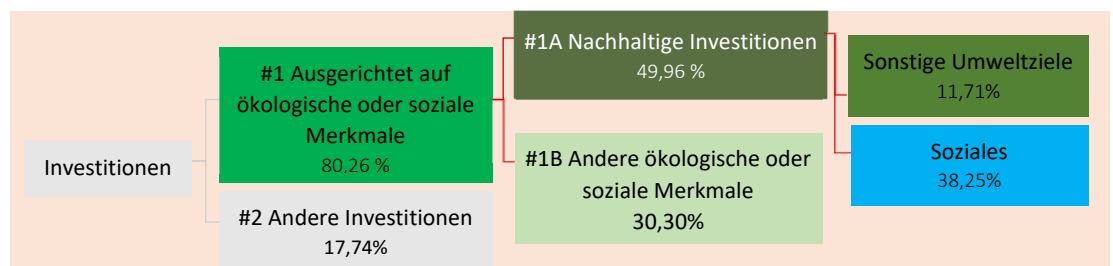 Investitionen
#1 Ausgerichtet auf
ökologische oder soziale
Merkmale
80,26 %
#2 Andere Investitionen
17,74%
#1A Nachhaltige Investitionen
49,96 %
#1B Andere ökologische oder
soziale Merkmale
30,30%
Sonstige Umweltziele
11,71%
Soziales
38,25%